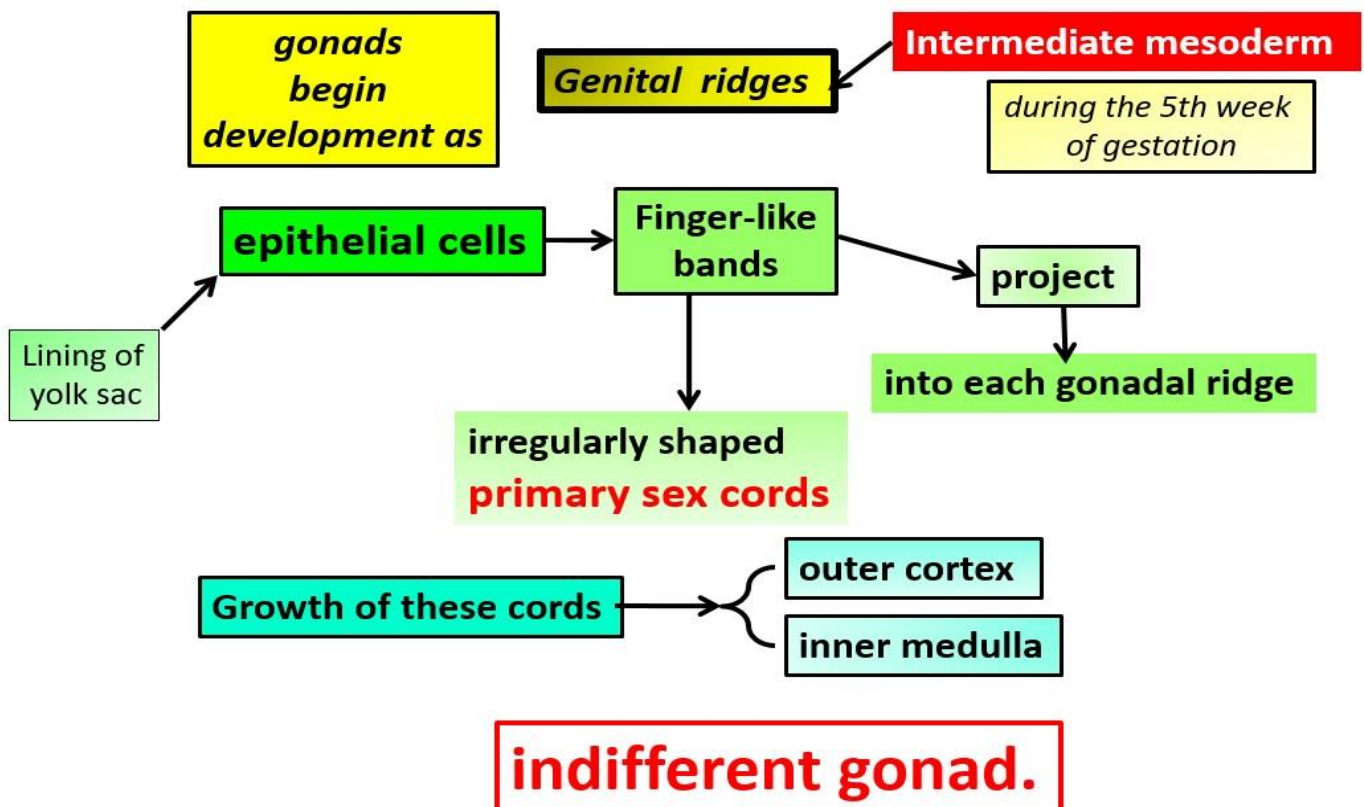 gonads
begin
development as
Genital ridges
Intermediate mesoderm
during the 5th week
of gestation
epithelial cells
Finger-like
bands
project
Lining of
yolk sac
into each gonadal ridge
irregularly shaped
primary sex cords
Growth of these cords
outer cortex
inner medulla
indifferent gonad.